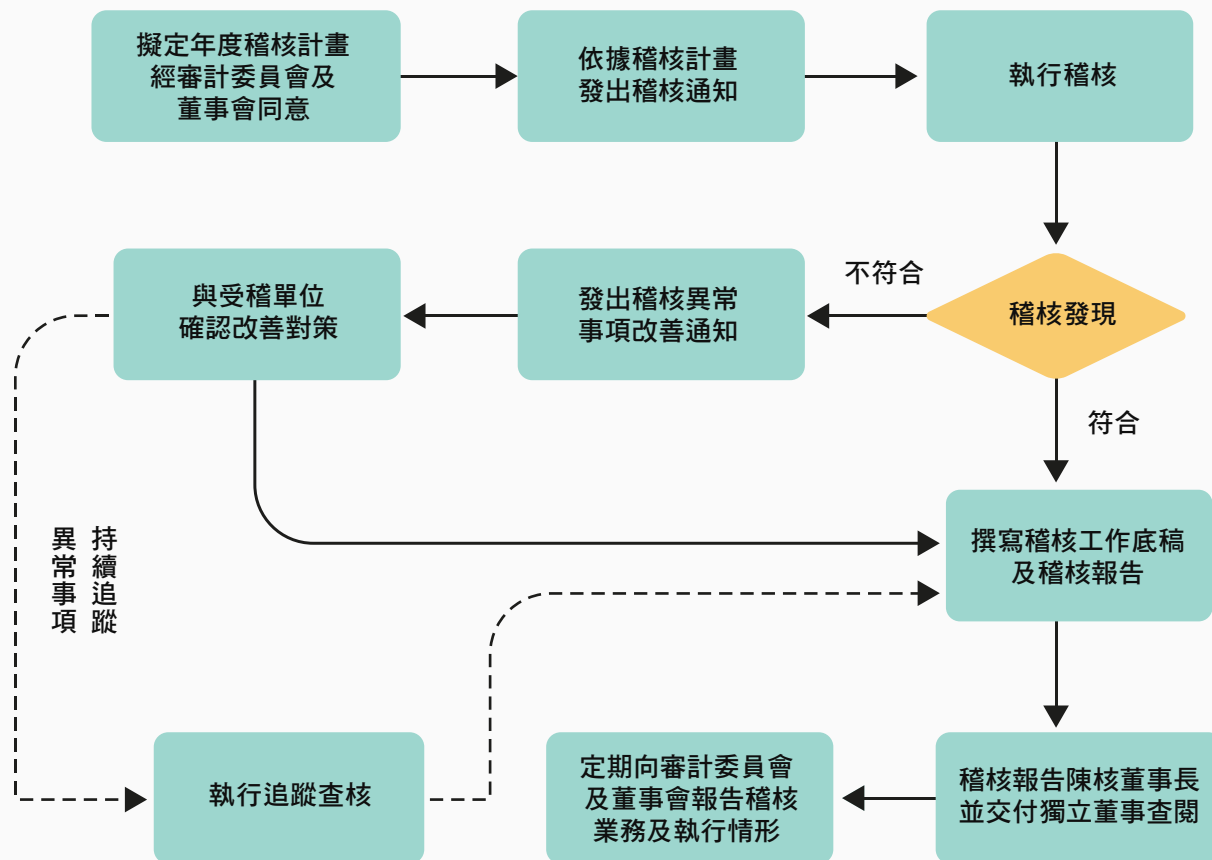 擬定年度稽核計畫
經審計委員會及
董事會同意
依據稽核計畫
發出稽核通知
執行稽核
稽核發現
不符合
發出稽核異常
事項改善通知
與受稽單位
確認改善對策
符合
持續追蹤
異常事項
撰寫稽核工作底稿
及稽核報告
執行追蹤查核
稽核報告陳核董事長
並交付獨立董事查閱
定期向審計委員會
及董事會報告稽核
業務及執行情形